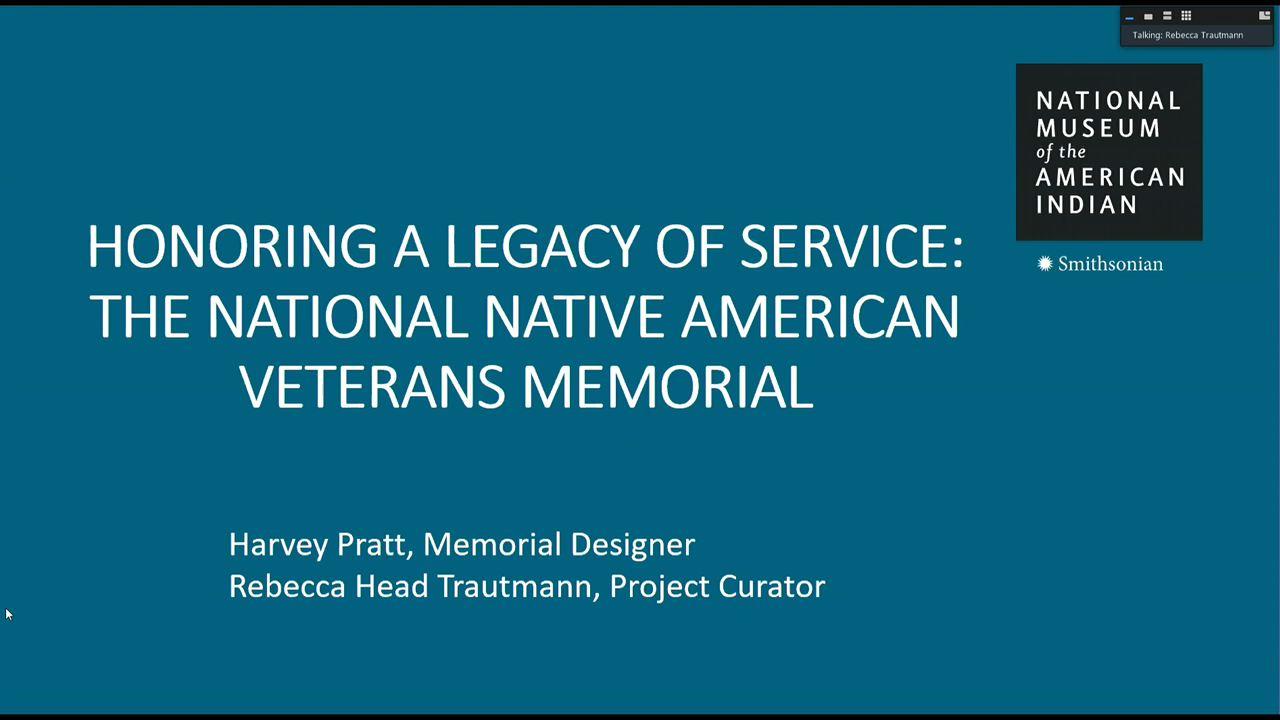 Talking: Rebecca Trautmann
NATIONAL
MUSEUM
of the
AMERICAN
INDIAN
Smithsonian
HONORING A LEGACY OF SERVICE:
THE NATIONAL NATIVE AMERICAN
VETERANS MEMORIAL
Harvey Pratt, Memorial Designer
Rebecca Head Trautmann, Project Curator